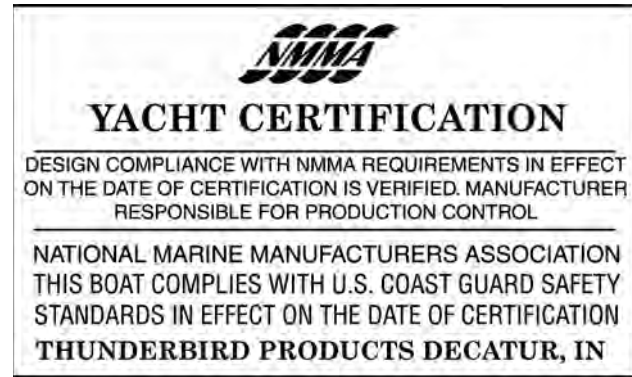 NMMA
YACHT CERTIFICATION
DESIGN COMPLIANCE WITH NMMA REQUIREMENTS IN EFFECT
ON THE DATE OF CERTIFICATION IS VERIFIED. MANUFACTURER
RESPONSIBLE FOR PRODUCTION CONTROL
NATIONAL MARINE MANUFACTURERS ASSOCIATION
THIS BOAT COMPLIES WITH U.S. COAST GUARD SAFETY
STANDARDS IN EFFECT ON THE DATE OF CERTIFICATION
THUNDERBIRD PRODUCTS DECATUR, IN